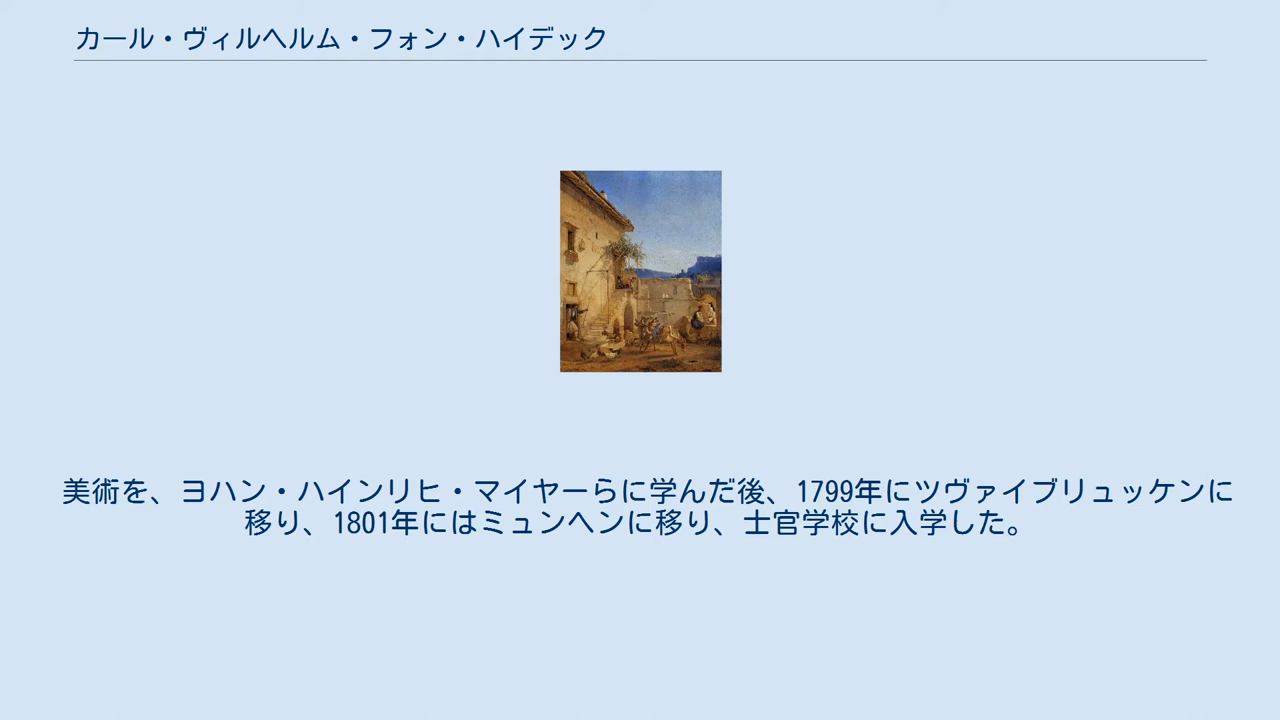 カール・ヴィルヘルム・フォン・ハイデック
美術を、ヨハン・ハインリヒ・マイヤーらに学んだ後、1799年にツヴァイブリュッケンに
移り、1801年にはミュンヘンに移り、士官学校に入学した。